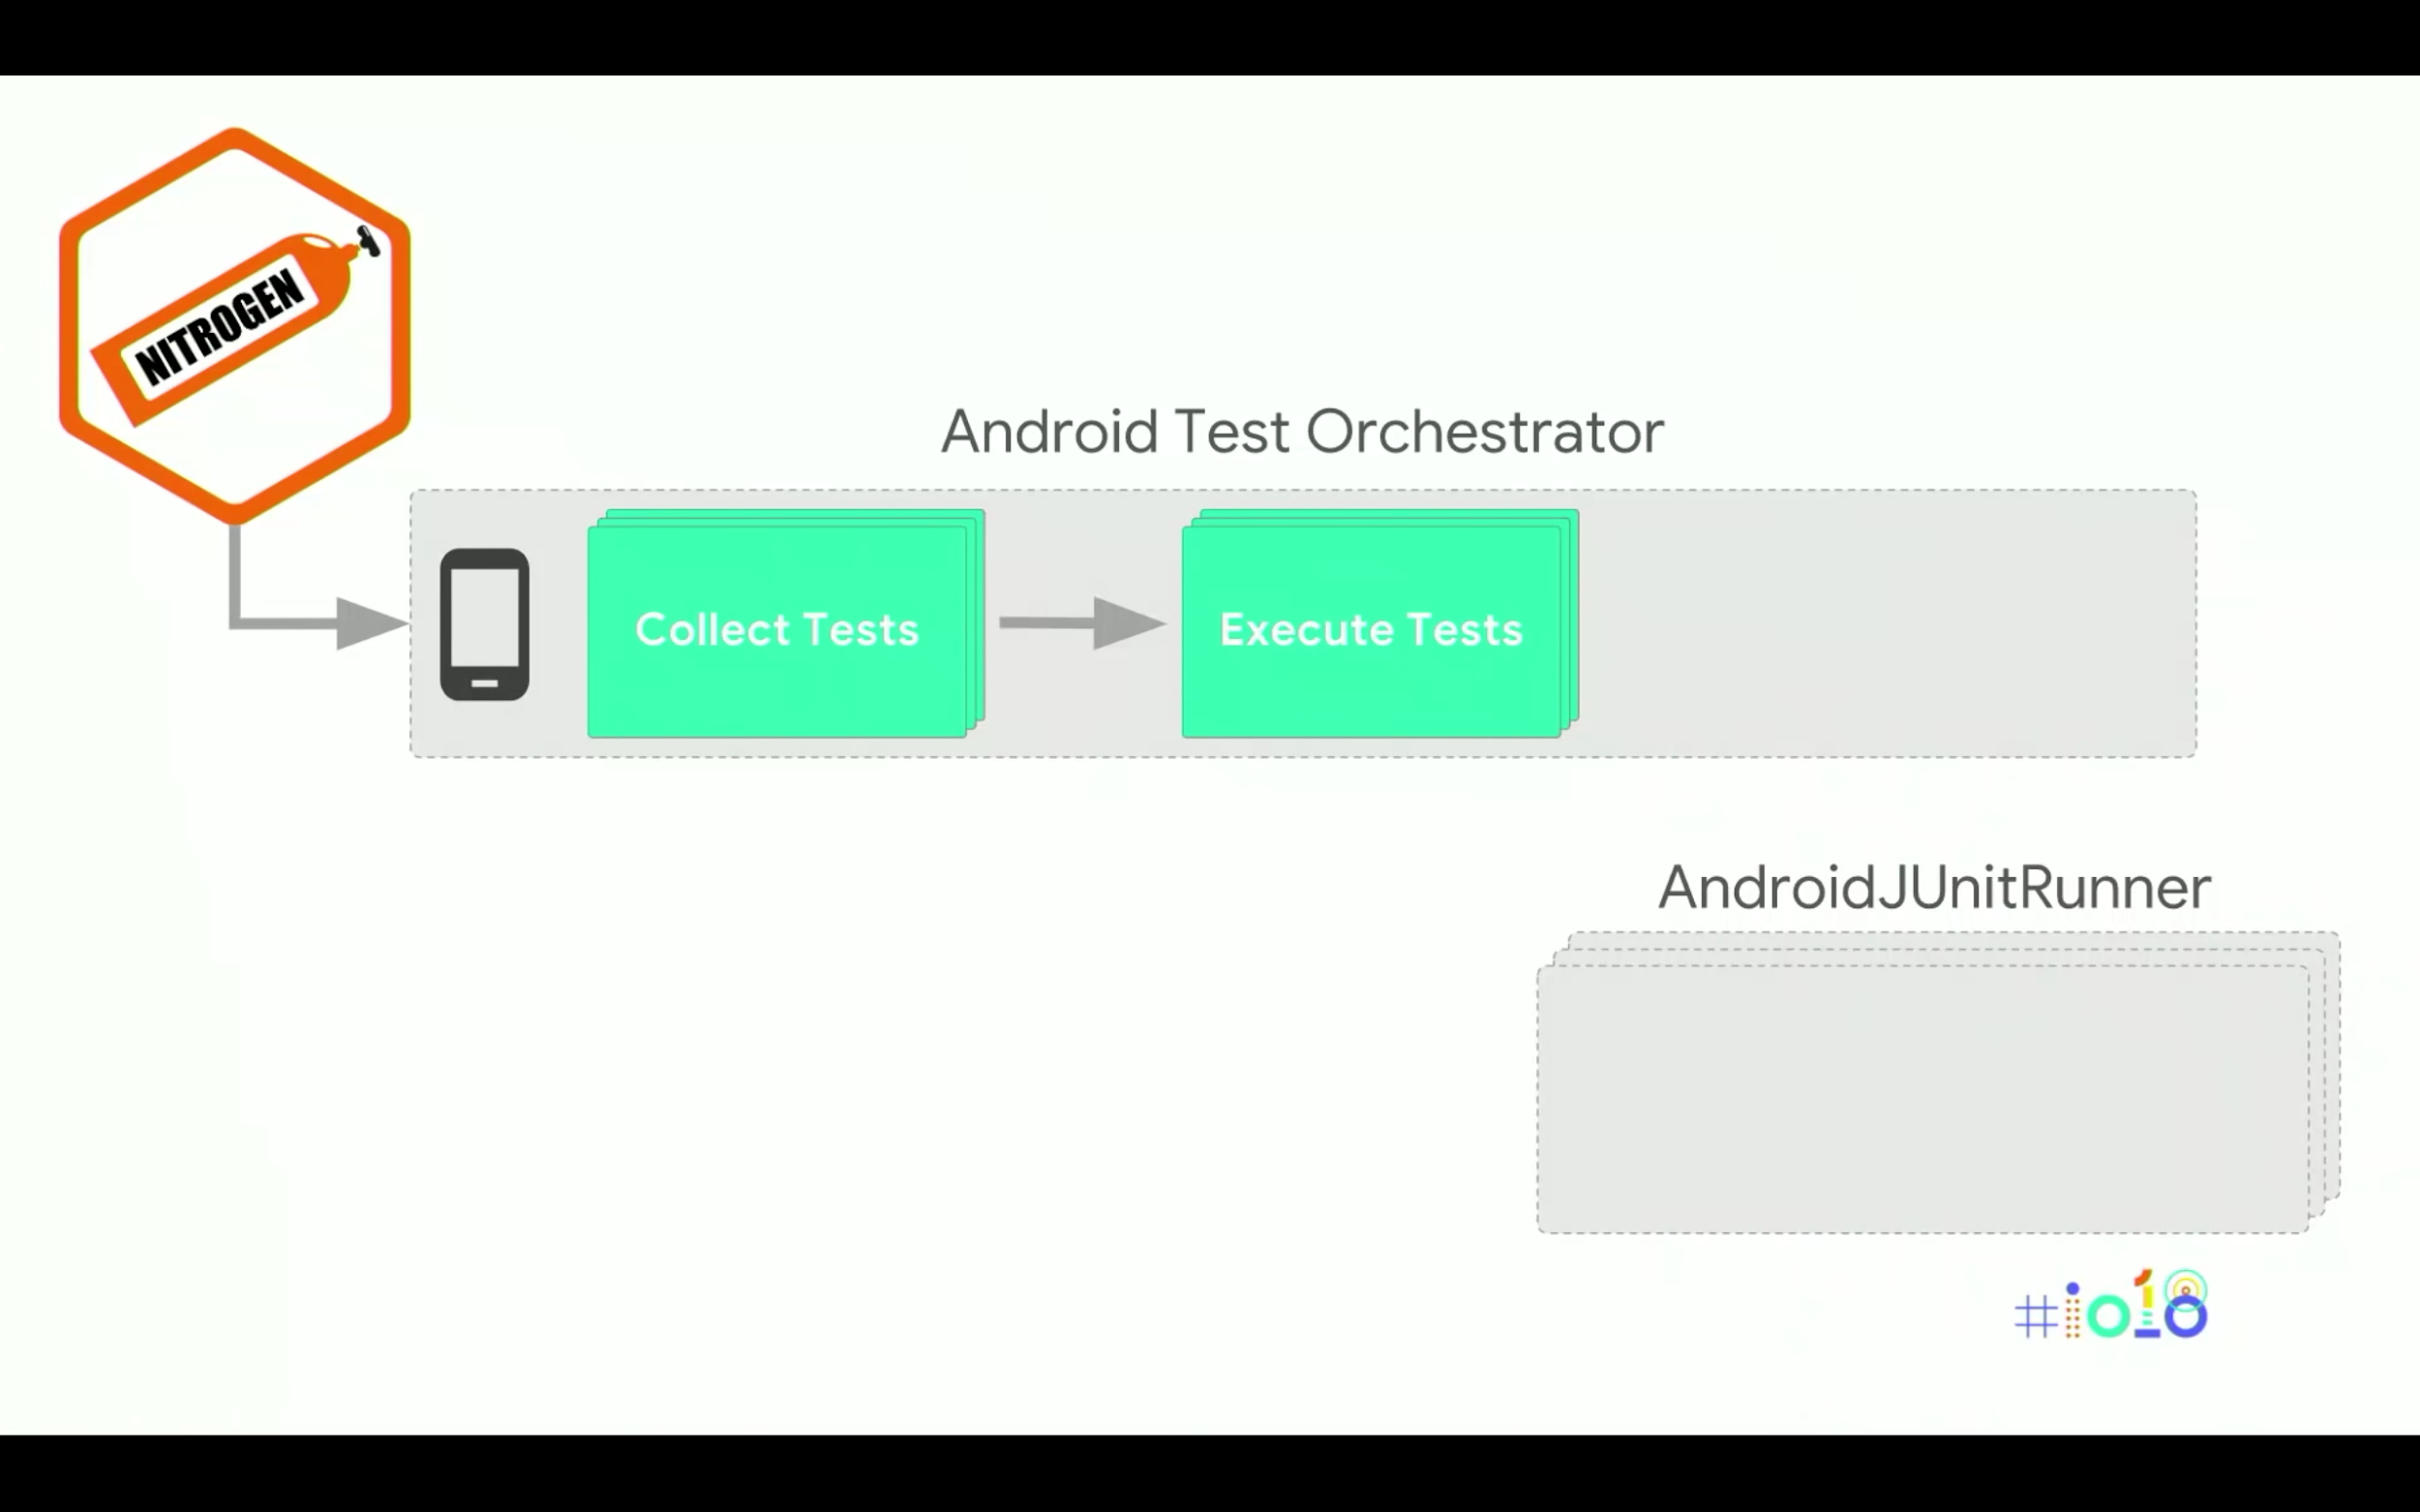 NITROGEN
Android Test Orchestrator
Collect Tests
Execute Tests
AndroidJUnitRunner
#io18